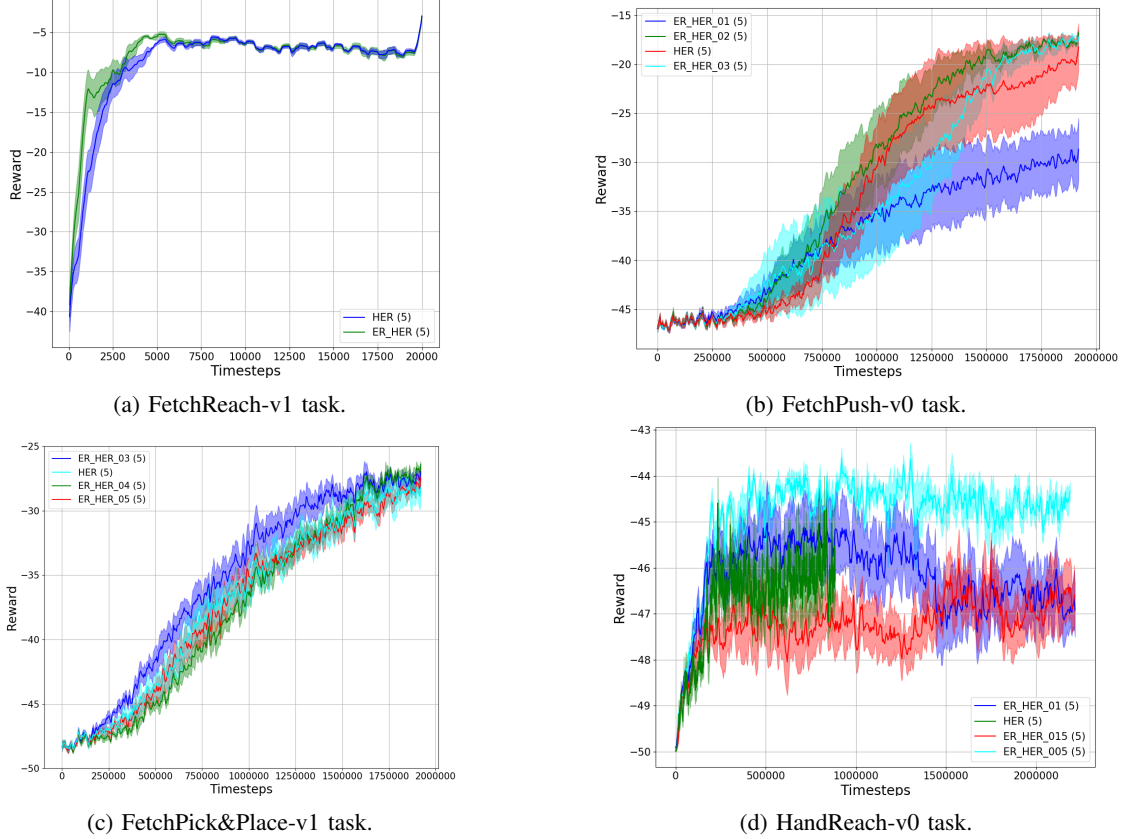 −5
−10
−15
−20
−25
−30
−35
−40
Reward
0
2500
5000
7500
10000
12500
15000
17500
20000
Timesteps
HER (5)
ER_HER (5)
(a) FetchReach-v1 task.
−15
−20
−25
−30
−35
−40
−45
Reward
ER_HER_01 (5)
ER_HER_02 (5)
HER (5)
ER_HER_03 (5)
0
250000
500000
750000
1000000
1250000
1500000
1750000
2000000
Timesteps
(b) FetchPush-v0 task.
−25
−30
−35
−40
−45
−50
Reward
ER_HER_03 (5)
HER (5)
ER_HER_04 (5)
ER_HER_05 (5)
0
250000
500000
750000
1000000
1250000
1500000
1750000
2000000
Timesteps
(c) FetchPick&Place-v1 task.
−43
−44
−45
−46
−47
−48
−49
−50
Reward
ER_HER_01 (5)
HER (5)
ER_HER_015 (5)
ER_HER_005 (5)
0
500000
1000000
1500000
2000000
Timesteps
(d) HandReach-v0 task.